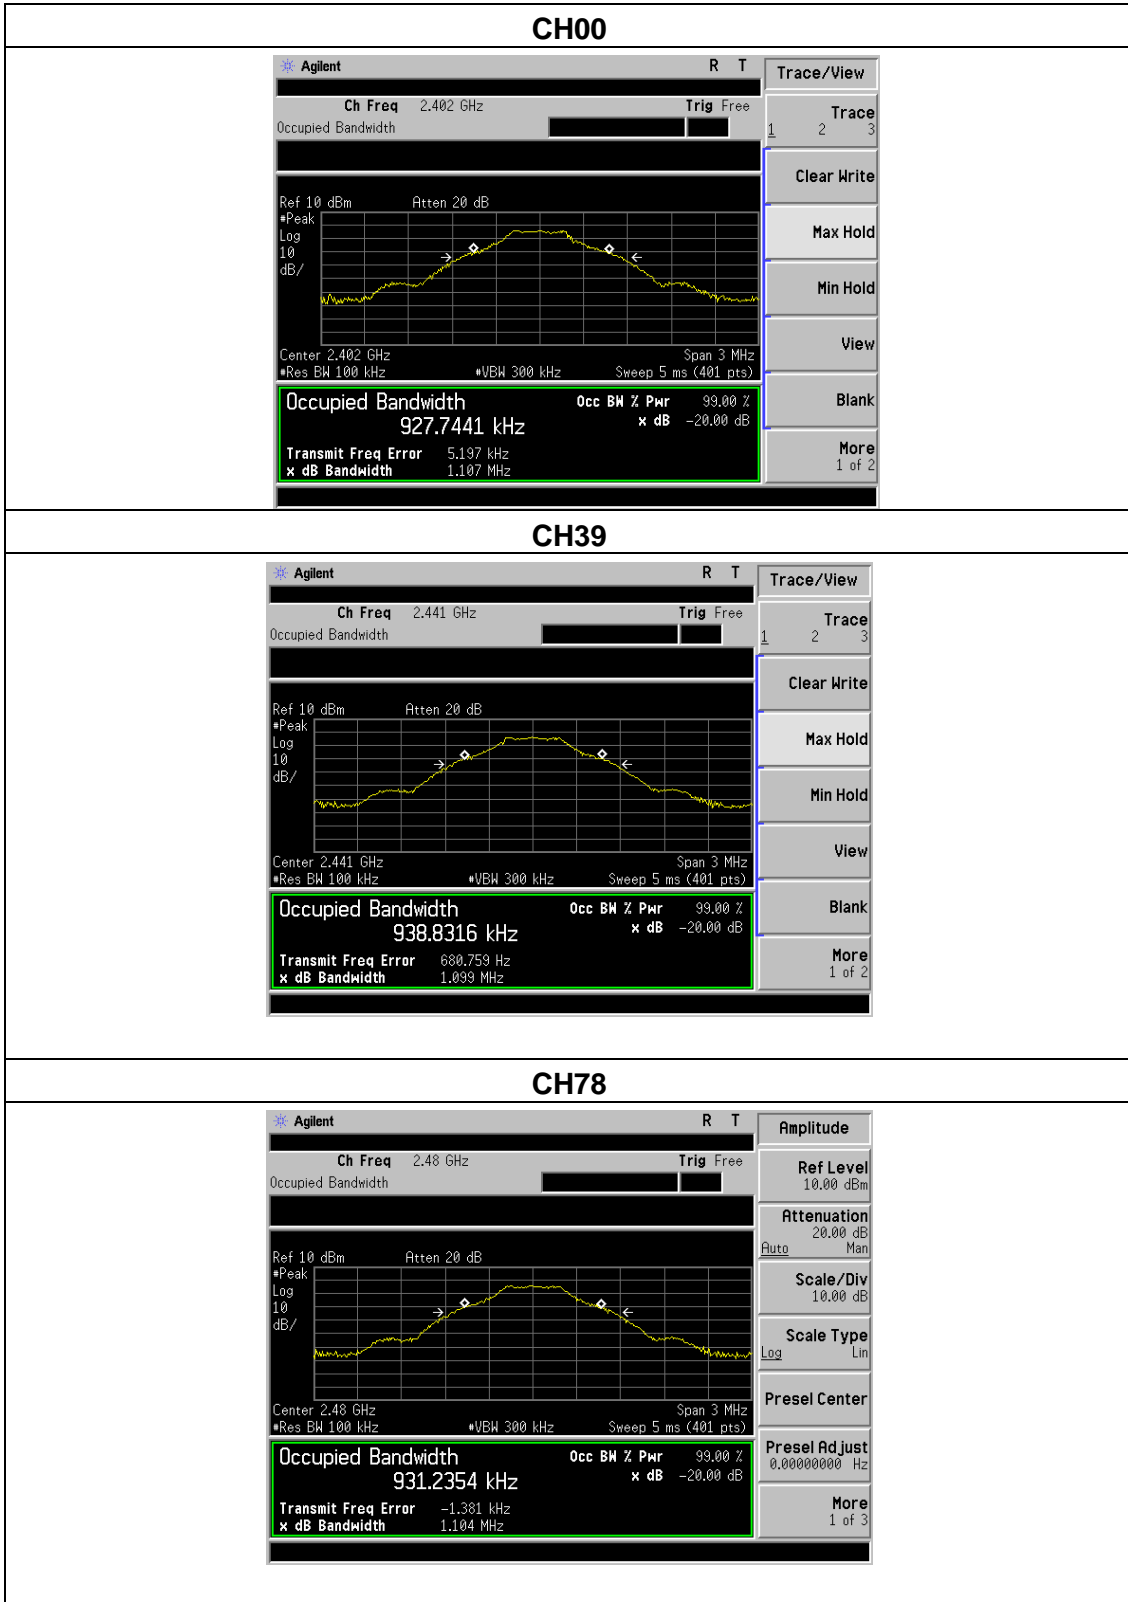 CH00
Agilent R T
Ch Freq 2.402 GHz Trig Free
Occupied Bandwidth
Ref 10 dBm Atten 20 dB
#Peak
Log
10
dB/
Center 2.402 GHz Span 3 MHz
#Res BW 100 kHz #VBW 300 kHz Sweep 5 ms (401 pts)
Occupied Bandwidth Occ BW % Pwr 99.00 %
927.7441 kHz x dB -20.00 dB
Transmit Freq Error 5.197 kHz
x dB Bandwidth 1.107 MHz
Trace/View
Trace
1 2 3
Clear Write
Max Hold
Min Hold
View
Blank
More
1 of 2
CH39
Agilent R T
Ch Freq 2.441 GHz Trig Free
Occupied Bandwidth
Ref 10 dBm Atten 20 dB
#Peak
Log
10
dB/
Center 2.441 GHz Span 3 MHz
#Res BW 100 kHz #VBW 300 kHz Sweep 5 ms (401 pts)
Occupied Bandwidth Occ BW % Pwr 99.00 %
938.8316 kHz x dB -20.00 dB
Transmit Freq Error 680.759 Hz
x dB Bandwidth 1.099 MHz
Trace/View
Trace
1 2 3
Clear Write
Max Hold
Min Hold
View
Blank
More
1 of 2
CH78
Agilent R T
Ch Freq 2.48 GHz Trig Free
Occupied Bandwidth
Ref 10 dBm Atten 20 dB
#Peak
Log
10
dB/
Center 2.48 GHz Span 3 MHz
#Res BW 100 kHz #VBW 300 kHz Sweep 5 ms (401 pts)
Occupied Bandwidth Occ BW % Pwr 99.00 %
931.2354 kHz x dB -20.00 dB
Transmit Freq Error -1.381 kHz
x dB Bandwidth 1.104 MHz
Amplitude
Ref Level
10.00 dBm
Attenuation
20.00 dB
Auto Man
Scale/Div
10.00 dB
Scale Type
Log Lin
Presel Center
Presel Adjust
0.00000000 Hz
More
1 of 3